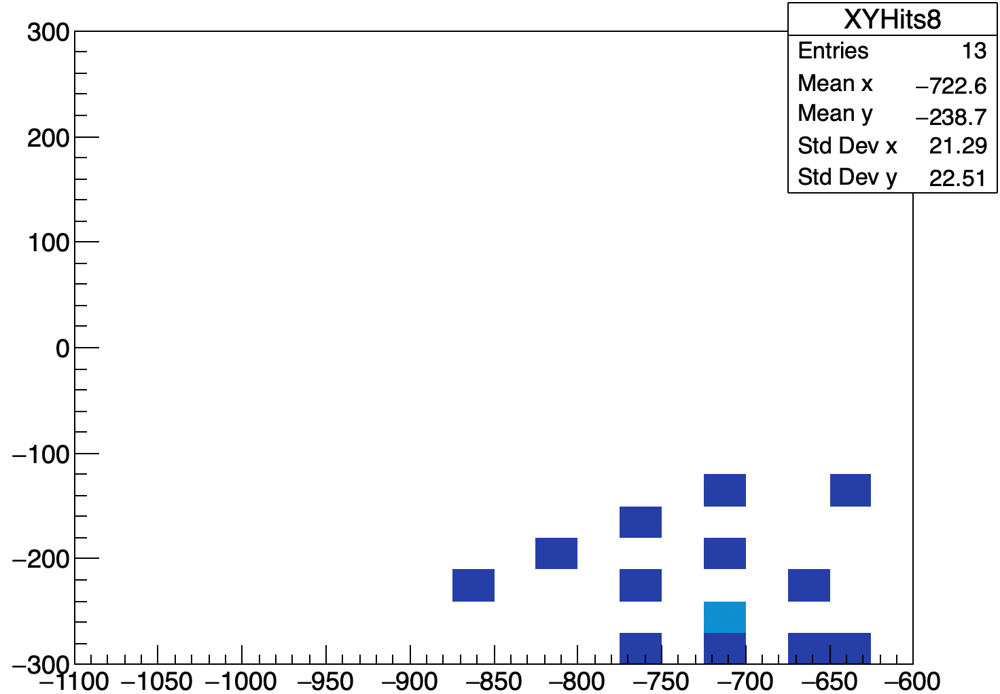 XYHits8
Entries 13
Mean x −722.6
Mean y −238.7
Std Dev x 21.29
Std Dev y 22.51
300
200
100
0
−100
−200
−300
−1100 −1050 −1000 −950 −900 −850 −800 −750 −700 −650 −600